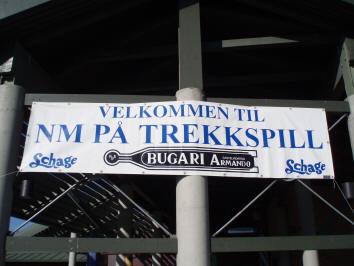 VELKOMMEN TIL
NM PÅ TREKKSPILL
Schage
BUGARI ARMANDO
Schage